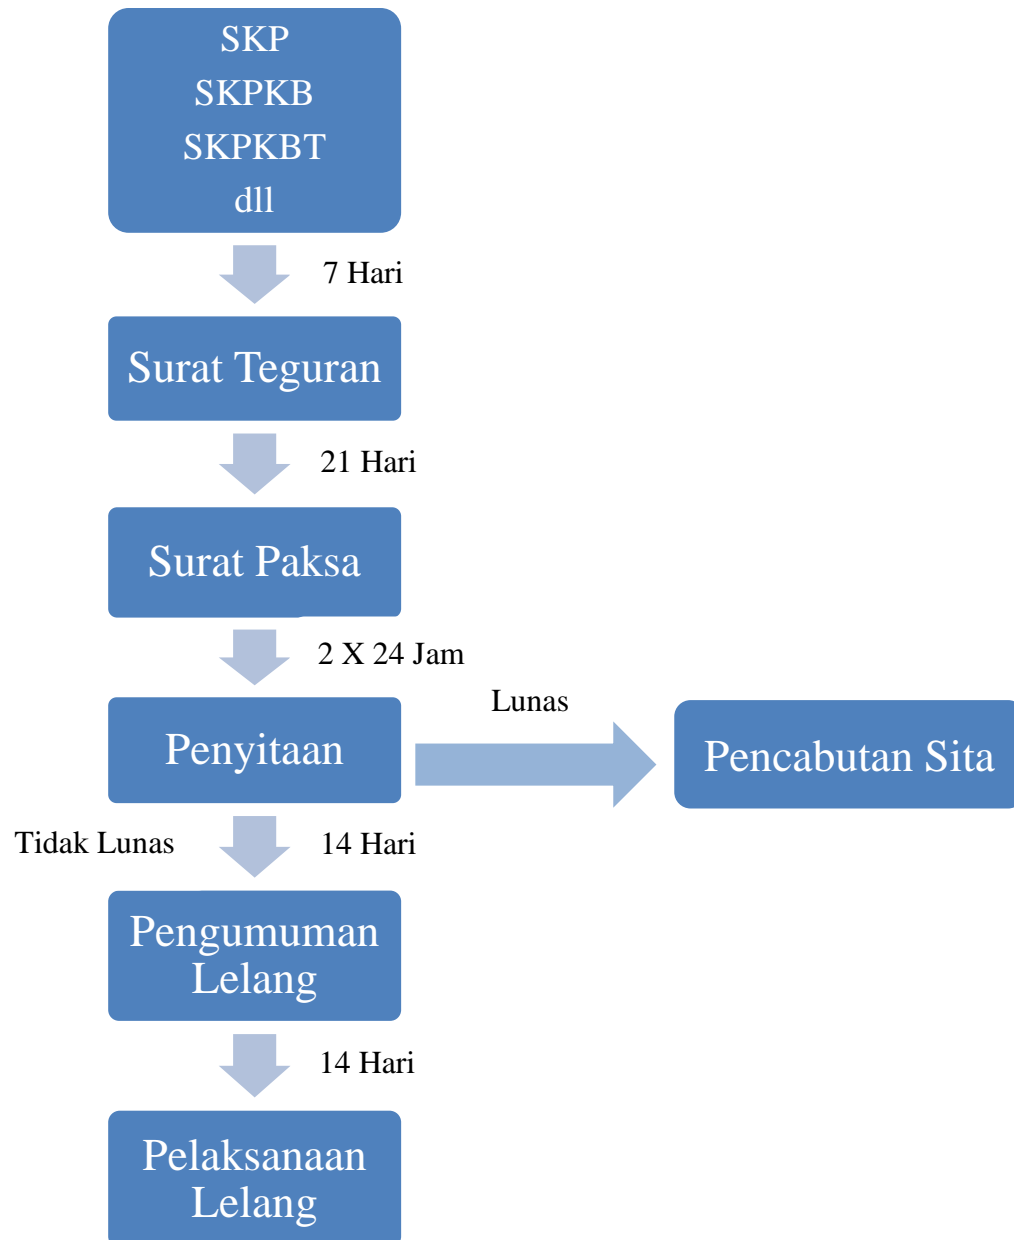 SKP
SKPKB
SKPKBT
dll
7 Hari
Surat Teguran
21 Hari
Surat Paksa
2 X 24 Jam
Lunas
Penyitaan
Pencabutan Sita
Tidak Lunas
14 Hari
Pengumuman
Lelang
14 Hari
Pelaksanaan
Lelang